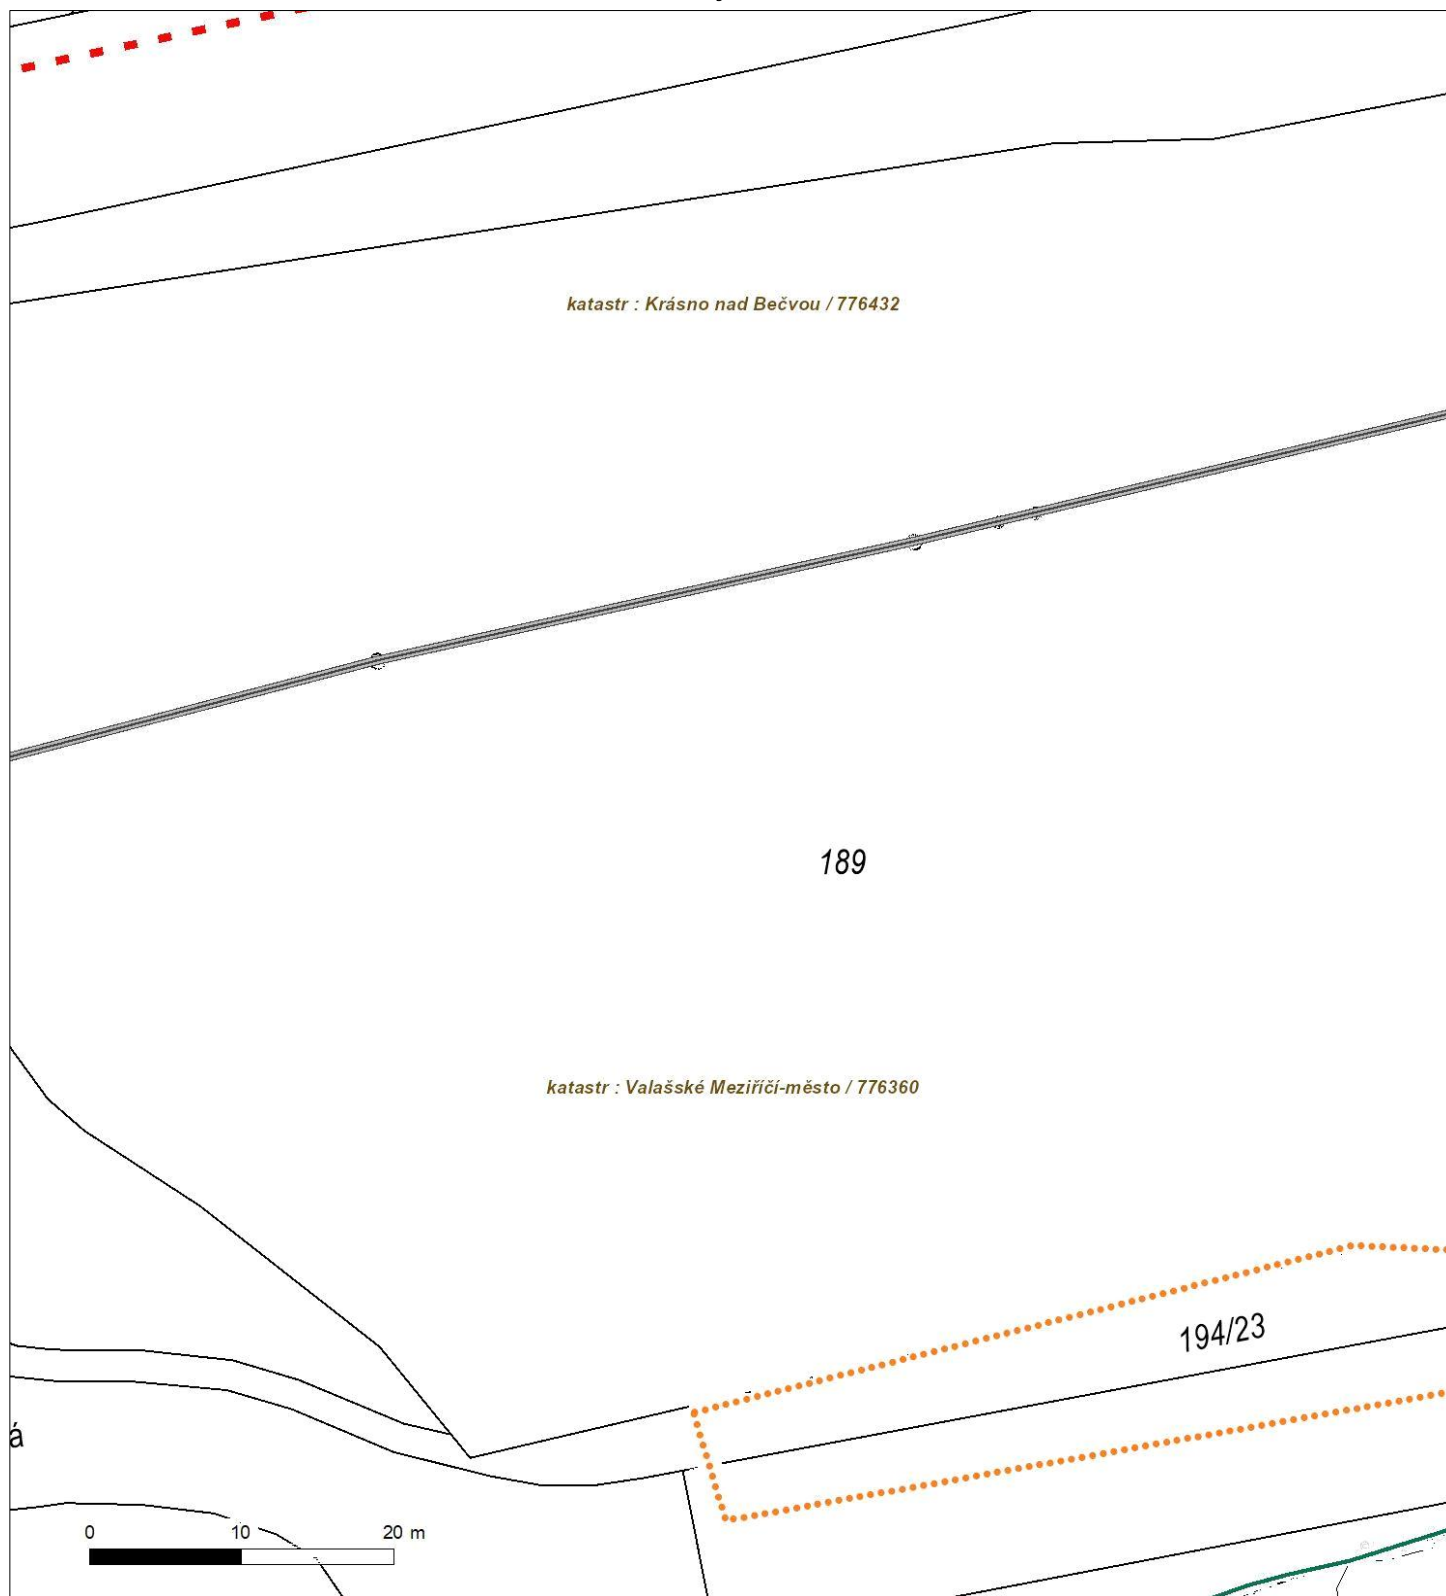 katastr : Krásno nad Bečvou / 776432
189
katastr : Valašské Meziříčí-město / 776360
194/23
á
0 10 20 m